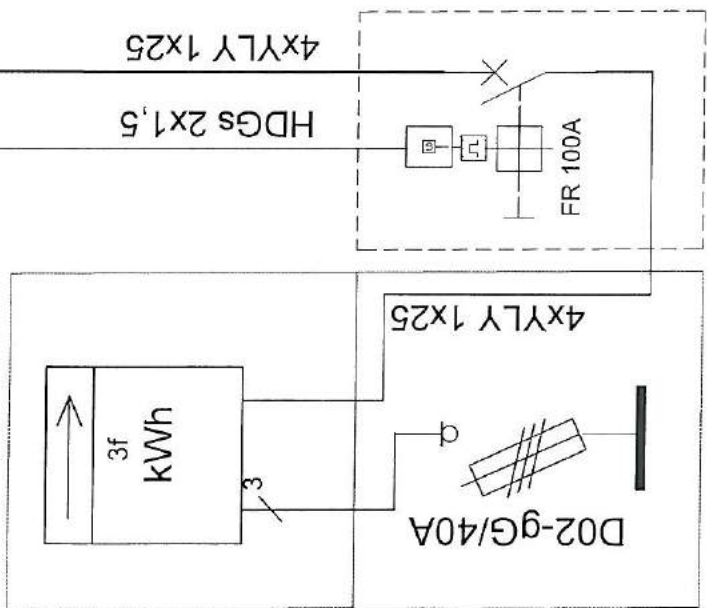 4xYLY 1x25
HDGs 2x1,5
FR 100A
4xYLY 1x25
3f
kWh
3
D02-gG/40A